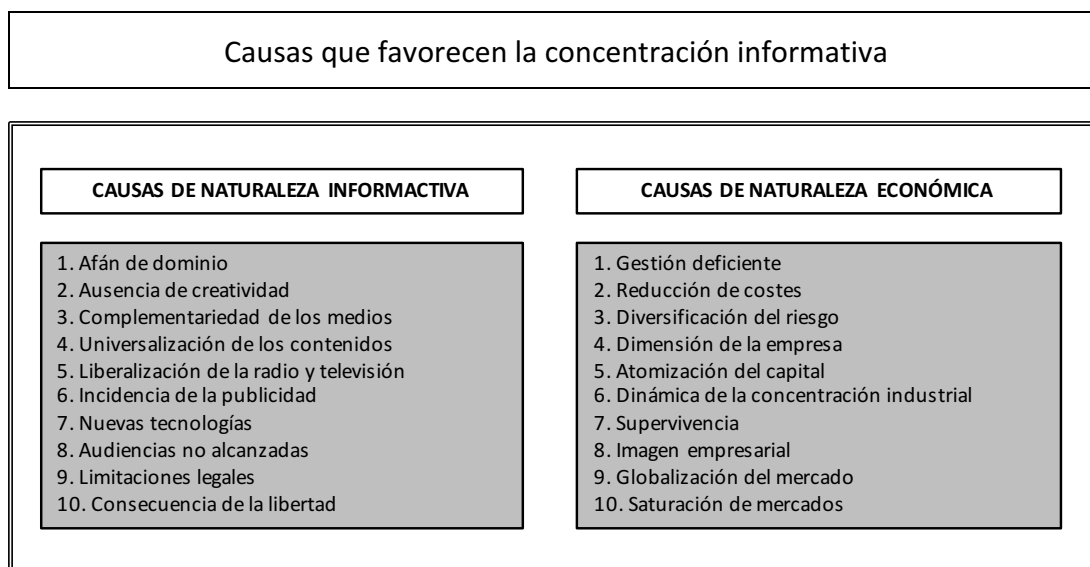 Causas que favorecen la concentración informativa
CAUSAS DE NATURALEZA INFORMACTIVA
1. Afán de dominio
2. Ausencia de creatividad
3. Complementariedad de los medios
4. Universalización de los contenidos
5. Liberalización de la radio y televisión
6. Incidencia de la publicidad
7. Nuevas tecnologías
8. Audiencias no alcanzadas
9. Limitaciones legales
10. Consecuencia de la libertad
CAUSAS DE NATURALEZA ECONÓMICA
1. Gestión deficiente
2. Reducción de costes
3. Diversificación del riesgo
4. Dimensión de la empresa
5. Atomización del capital
6. Dinámica de la concentración industrial
7. Supervivencia
8. Imagen empresarial
9. Globalización del mercado
10. Saturación de mercados